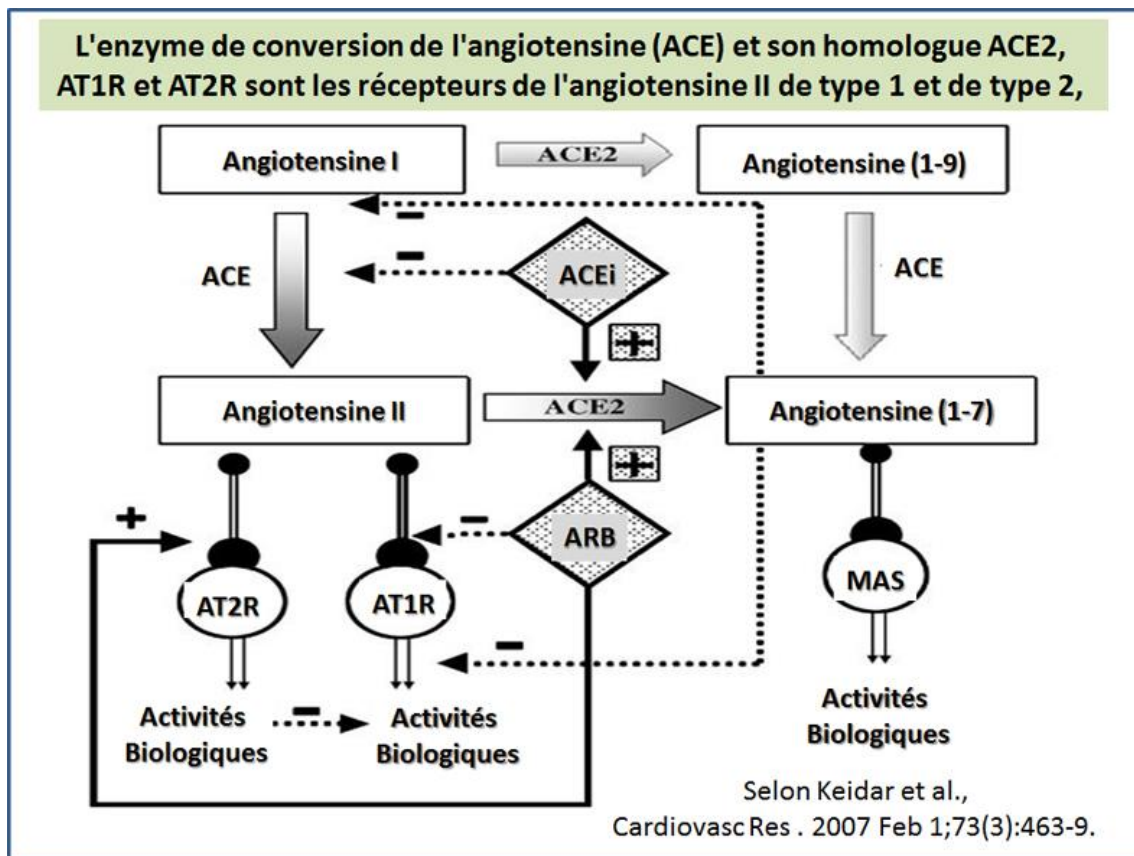 L'enzyme de conversion de l'angiotensine (ACE) et son homologue ACE2,
AT1R et AT2R sont les récepteurs de l'angiotensine II de type 1 et de type 2,
Angiotensine I
ACE2
Angiotensine (1-9)
-
-
ACE
ACEi
ACE
+
Angiotensine II
ACE2
Angiotensine (1-7)
+
+
-
ARB
AT2R
AT1R
MAS
-
Activités
Biologiques
-
Activités
Biologiques
Activités
Biologiques
Selon Keidar et al.,
Cardiovasc Res . 2007 Feb 1;73(3):463-9.